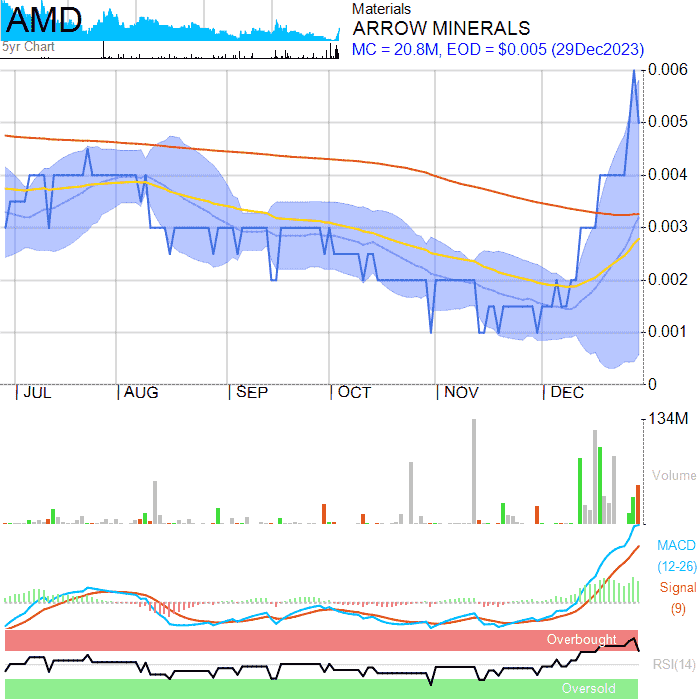 AMD
5yr Chart
Materials
ARROW MINERALS
MC = 20.8M, EOD = $0.005 (29Dec2023)
0.006
0.005
0.004
0.003
0.002
0.001
0
JUL AUG SEP OCT NOV DEC
134M
Volume
MACD
(12-26)
Signal
(9)
Overbought
RSI(14)
Oversold